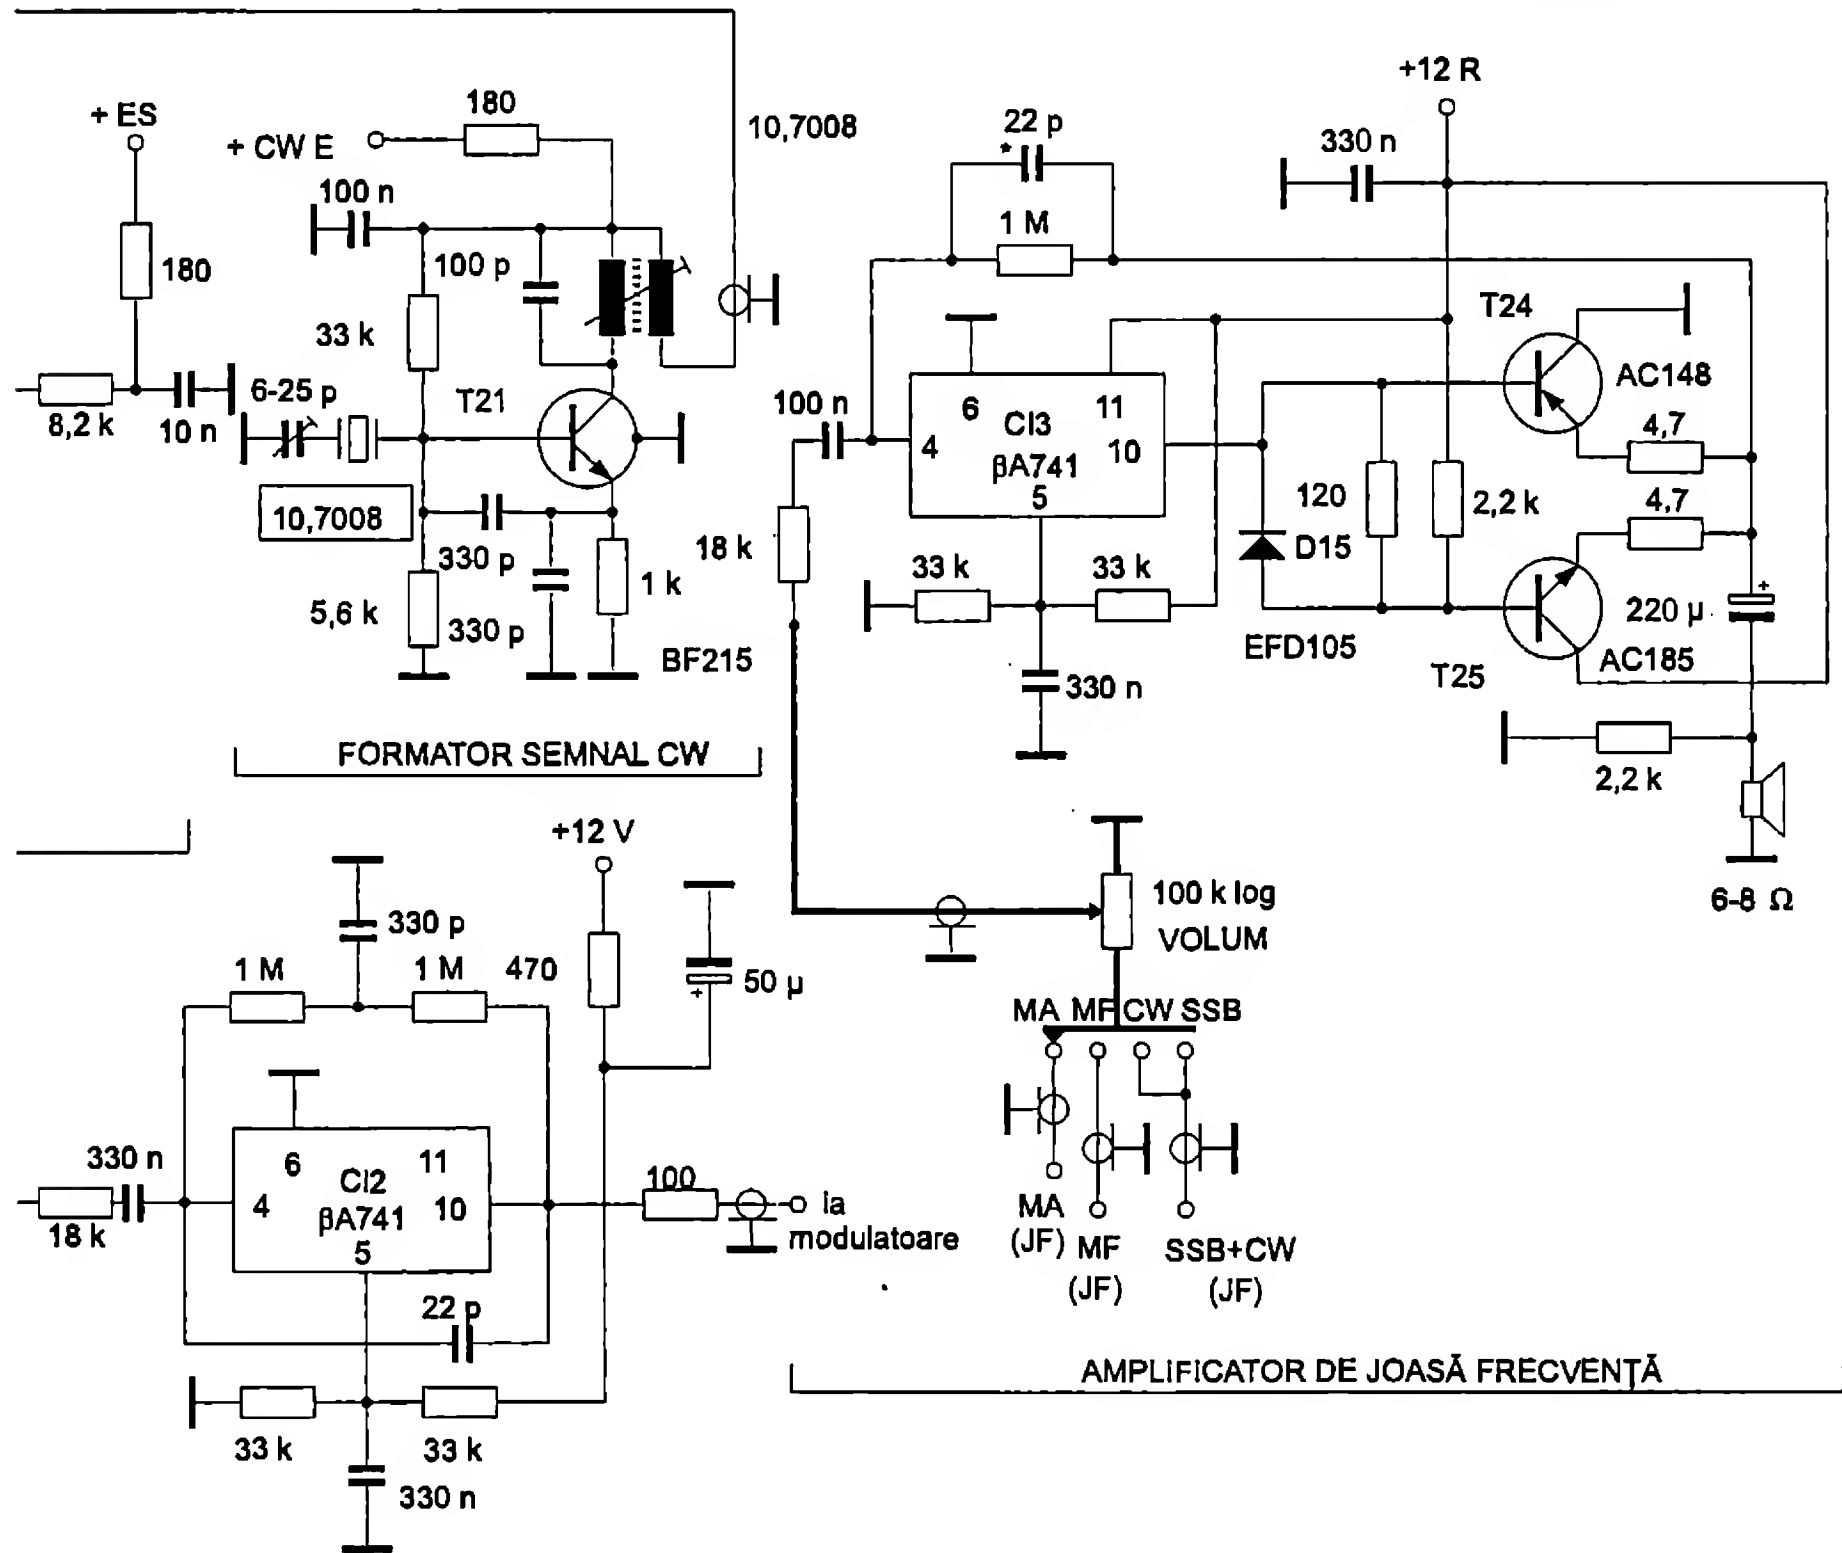 + ES
180
8,2 k
10 n
+ CW E
180
100 n
100 p
33 k
6-25 p
10,7008
T21
330 p
5,6 k
330 p
1 k
BF215
10,7008
FORMATOR SEMNAL CW
+12 R
330 n
*
22 p
1 M
100 n
18 k
6
11
CI3
4
10
βA741
5
33 k
33 k
330 n
D15
EFD105
120
2,2 k
T24
AC148
4,7
4,7
220 µ
+
AC185
T25
2,2 k
6-8 Ω
100 k log
VOLUM
MA MF CW SSB
MA
(JF)
MF
(JF)
SSB+CW
(JF)
AMPLIFICATOR DE JOASĂ FRECVENȚĂ
+12 V
330 p
1 M
1 M
470
50 µ
+
330 n
18 k
6
11
CI2
4
10
βA741
5
100
la
modulatoare
22 p
33 k
33 k
330 n